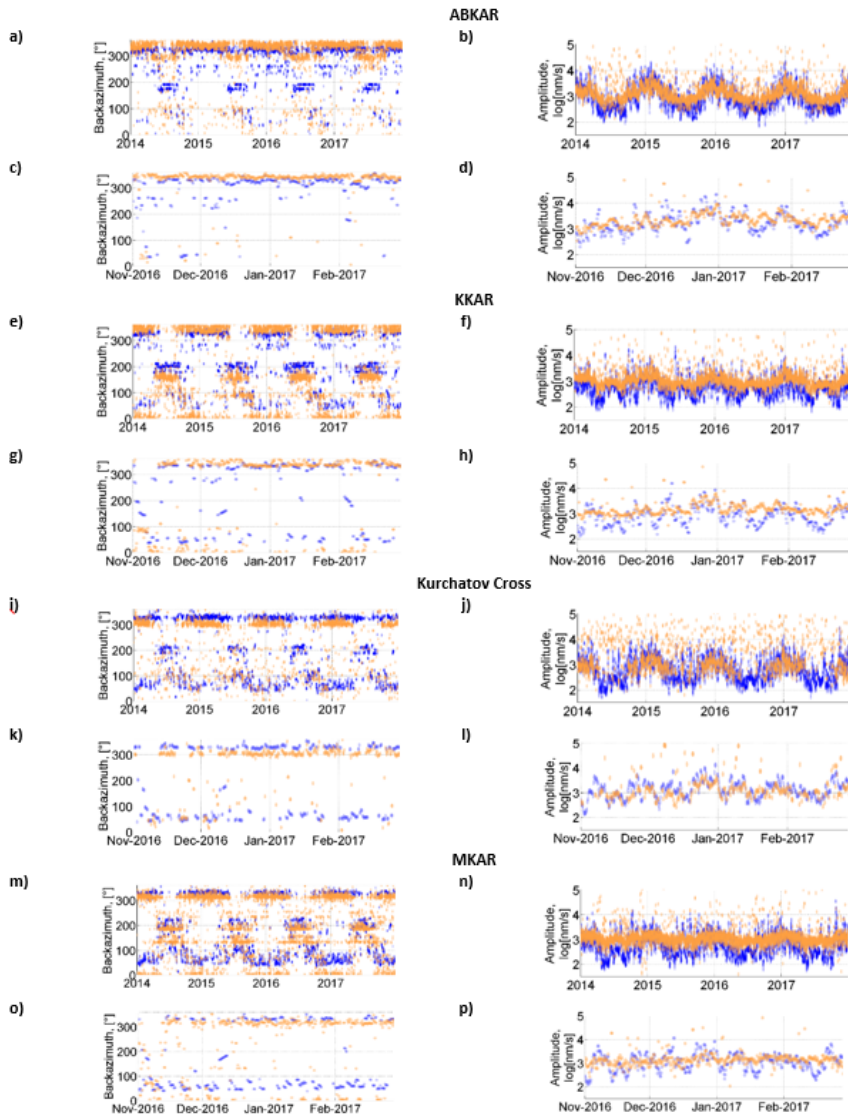 ABKAR
a)
b)
Backazimuth, [°]
300
200
100
0
2014 2015 2016 2017
Amplitude,
log[nm/s]
5
4
3
2
2014 2015 2016 2017
c)
d)
Backazimuth, [°]
300
200
100
0
Nov-2016 Dec-2016 Jan-2017 Feb-2017
Amplitude,
log[nm/s]
5
4
3
2
Nov-2016 Dec-2016 Jan-2017 Feb-2017
KKAR
e)
f)
Backazimuth, [°]
300
200
100
0
2014 2015 2016 2017
Amplitude,
log[nm/s]
5
4
3
2
2014 2015 2016 2017
g)
h)
Backazimuth, [°]
300
200
100
0
Nov-2016 Dec-2016 Jan-2017 Feb-2017
Amplitude,
log[nm/s]
5
4
3
2
Nov-2016 Dec-2016 Jan-2017 Feb-2017
Kurchatov Cross
i)
j)
Backazimuth, [°]
300
200
100
0
2014 2015 2016 2017
Amplitude,
log[nm/s]
5
4
3
2
2014 2015 2016 2017
k)
l)
Backazimuth, [°]
300
200
100
0
Nov-2016 Dec-2016 Jan-2017 Feb-2017
Amplitude,
log[nm/s]
5
4
3
2
Nov-2016 Dec-2016 Jan-2017 Feb-2017
MKAR
m)
n)
Backazimuth, [°]
300
200
100
0
2014 2015 2016 2017
Amplitude,
log[nm/s]
5
4
3
2
2014 2015 2016 2017
o)
p)
Backazimuth, [°]
300
200
100
0
Nov-2016 Dec-2016 Jan-2017 Feb-2017
Amplitude,
log[nm/s]
5
4
3
2
Nov-2016 Dec-2016 Jan-2017 Feb-2017